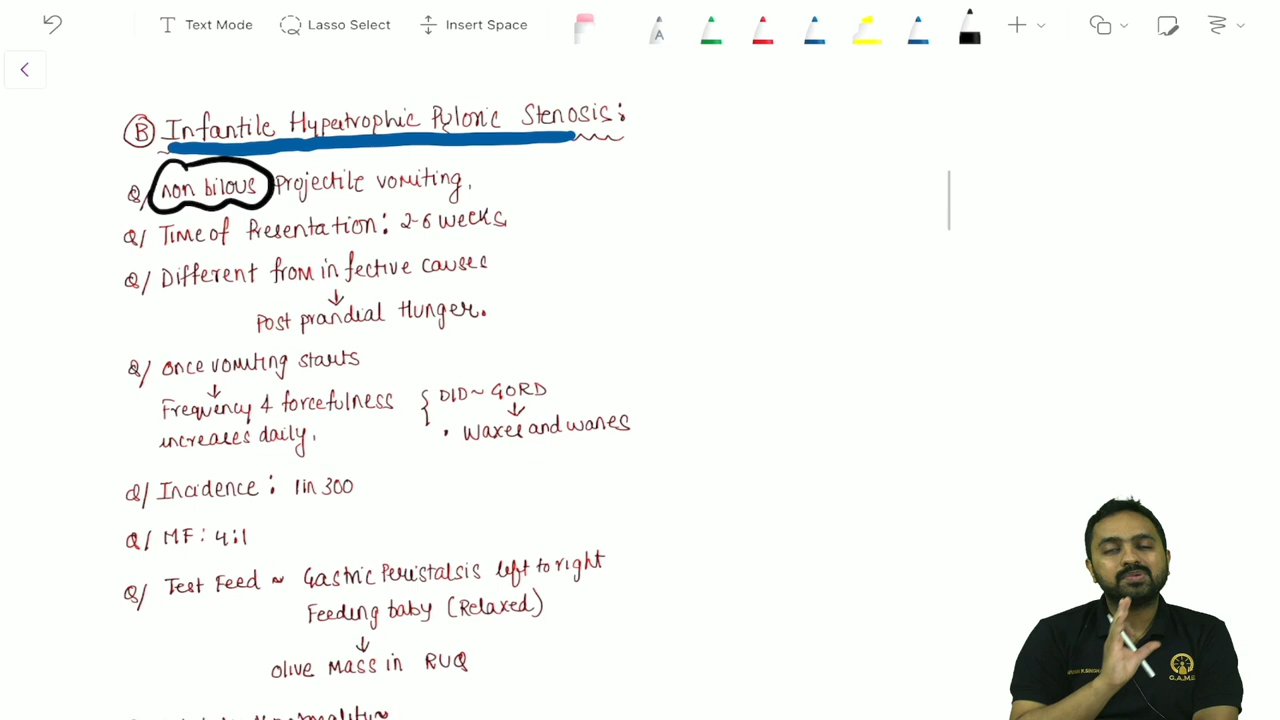 Text Mode
Lasso Select
Insert Space
A
B Infantile Hypertrophic Pyloric Stenosis:
Q/ non bilous Projectile vomiting.
Q/ Time of Presentation: 2-6 weeks
Q/ Different from infective causes
↓
Post prandial Hunger.
Q/ once vomiting starts
↓
Frequency & forcefulness
increases daily.
{ D/D ~ GORD
↓
• Waxes and wanes
Q/ Incidence: 1 in 300
Q/ MF: 4:1
Q/ Test Feed ~ Gastric Peristalsis left to right
Feeding baby (Relaxed)
↓
Olive Mass in RUQ
G.A.M.S